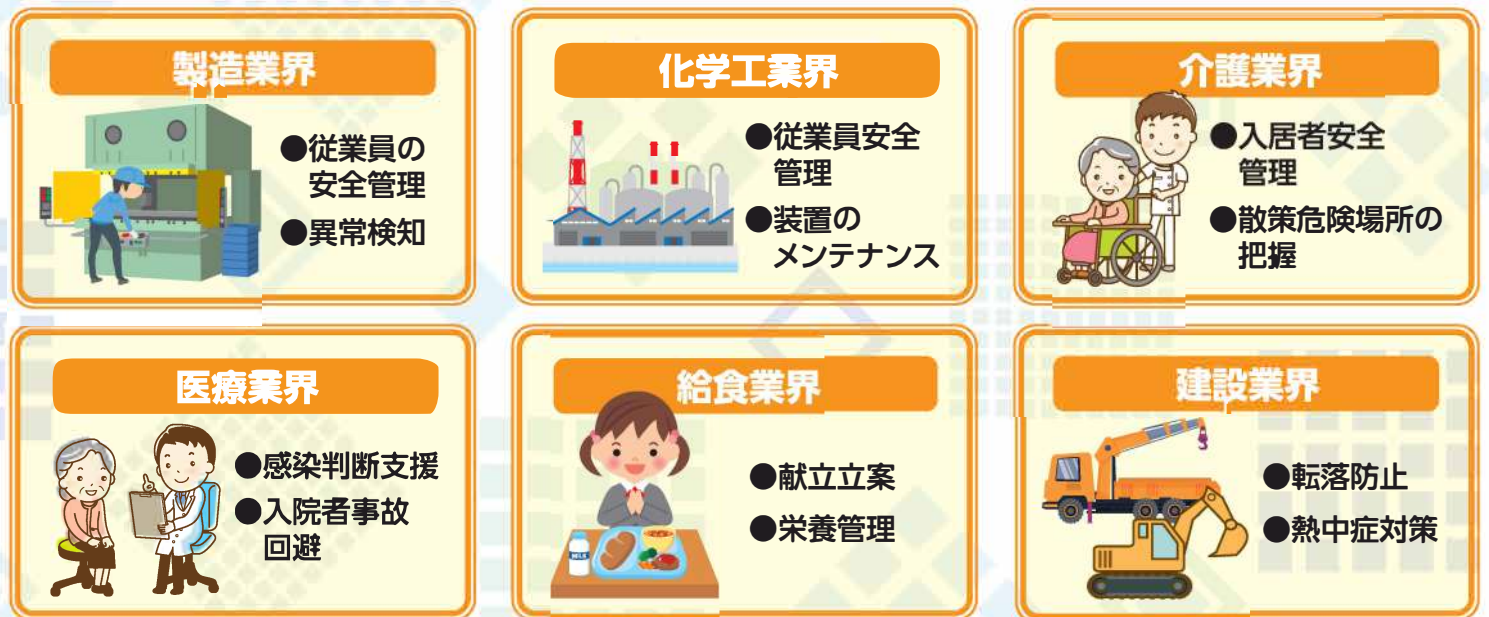 製造業界
●従業員の
安全管理
●異常検知
化学工業界
●従業員安全
管理
●装置の
メンテナンス
介護業界
●入居者安全
管理
●散策危険場所の
把握
医療業界
●感染判断支援
●入院者事故
回避
給食業界
MILK
●献立立案
●栄養管理
建設業界
●転落防止
●熱中症対策